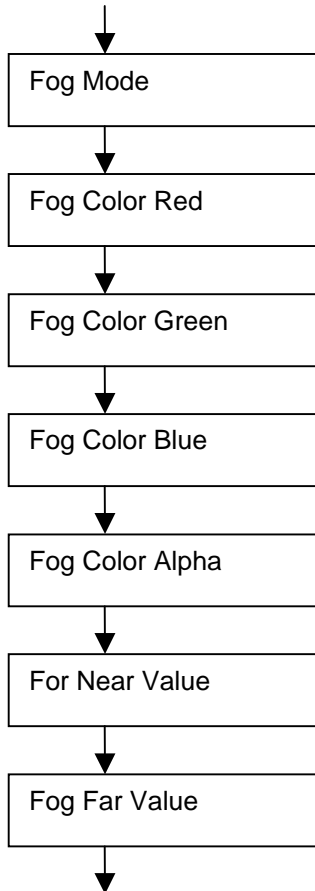 Fog Mode
Fog Color Red
Fog Color Green
Fog Color Blue
Fog Color Alpha
For Near Value
Fog Far Value